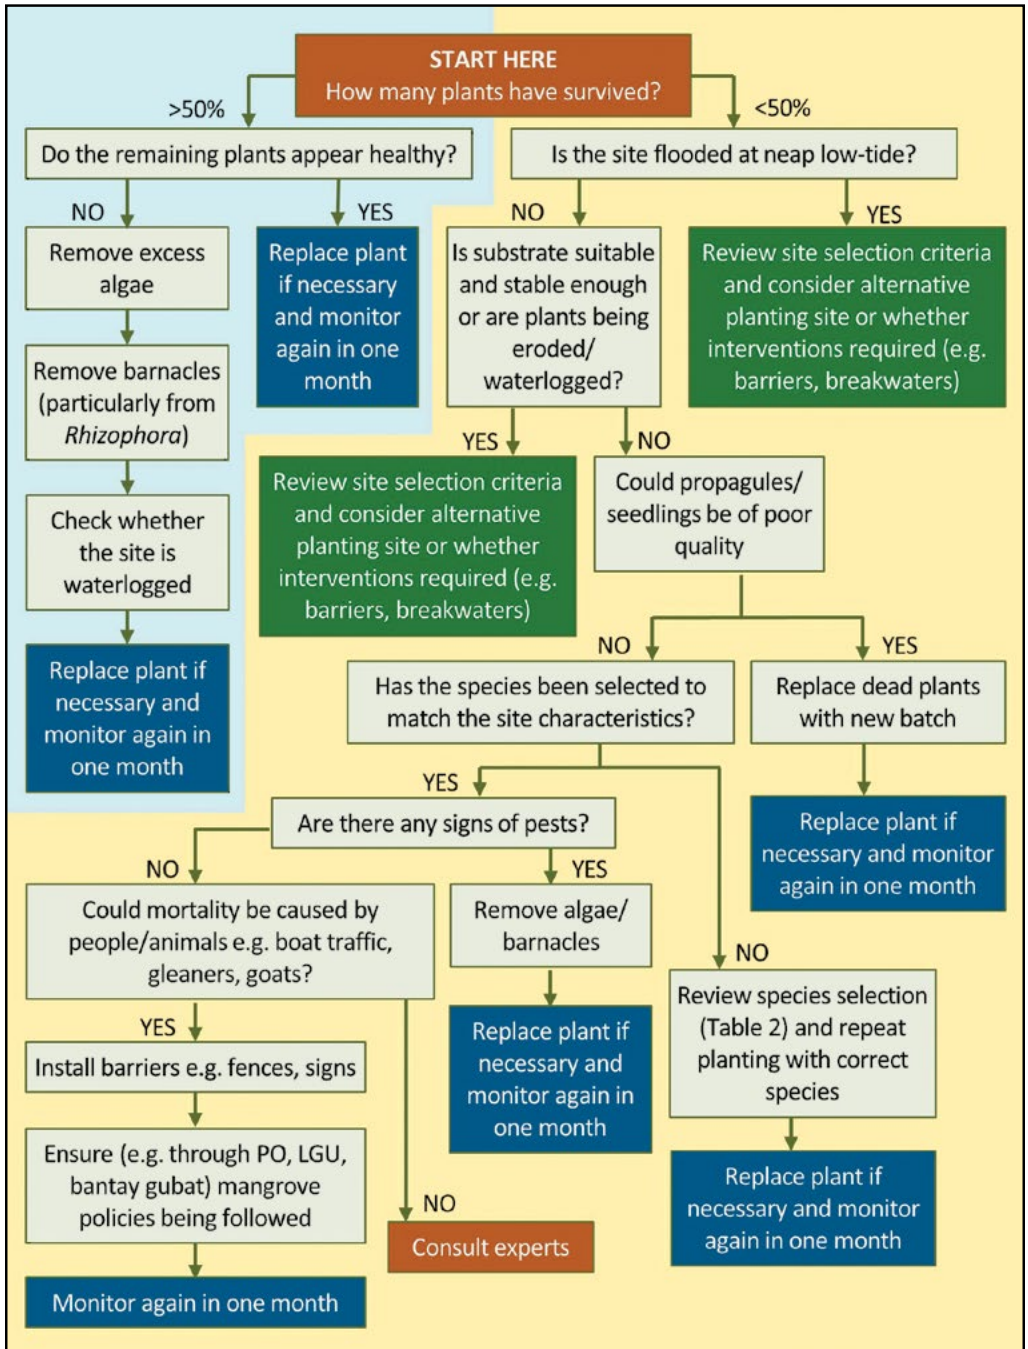 START HERE
How many plants have survived?
>50%
<50%
Do the remaining plants appear healthy?
Is the site flooded at neap low-tide?
NO
YES
NO
YES
Remove excess
algae
Replace plant
if necessary
and monitor
again in one
month
Is substrate suitable
and stable enough
or are plants being
eroded/
waterlogged?
Review site selection criteria
and consider alternative
planting site or whether
interventions required (e.g.
barriers, breakwaters)
Remove barnacles
(particularly from
Rhizophora)
YES
NO
Review site selection criteria
and consider alternative
planting site or whether
interventions required (e.g.
barriers, breakwaters)
Could propagules/
seedlings be of poor
quality
Check whether
the site is
waterlogged
NO
YES
Replace plant if
necessary and
monitor again in
one month
Has the species been selected to
match the site characteristics?
Replace dead plants
with new batch
YES
Are there any signs of pests?
Replace plant if
necessary and monitor
again in one month
NO
YES
Could mortality be caused by
people/animals e.g. boat traffic,
gleaners, goats?
Remove algae/
barnacles
NO
Review species selection
(Table 2) and repeat
planting with correct
species
YES
Replace plant if
necessary and
monitor again in
one month
Install barriers e.g. fences, signs
Ensure (e.g. through PO, LGU,
bantay gubat) mangrove
policies being followed
Replace plant if
necessary and monitor
again in one month
NO
Consult experts
Monitor again in one month